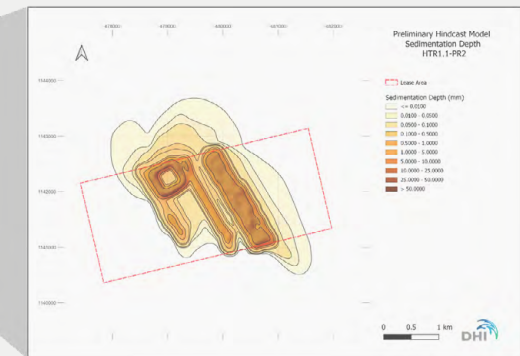 Preliminary Hindcast Model
Sedimentation Depth
HTR1.1-PR2
Lease Area
Sedimentation Depth (mm)
<= 0.0100
0.0100 - 0.0500
0.0500 - 0.1000
0.1000 - 0.5000
0.5000 - 1.0000
1.0000 - 5.0000
5.0000 - 10.0000
10.0000 - 25.0000
25.0000 - 50.0000
> 50.0000
0 0.5 1 km
DHI